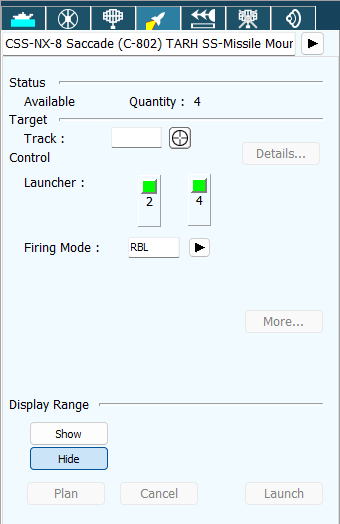 CSS-NX-8 Saccade (C-802) TARH SS-Missile Moun
Status
Available Quantity : 4
Target
Track :
Details...
Control
Launcher : 2 4
Firing Mode : RBL
More...
Display Range
Show
Hide
Plan Cancel Launch